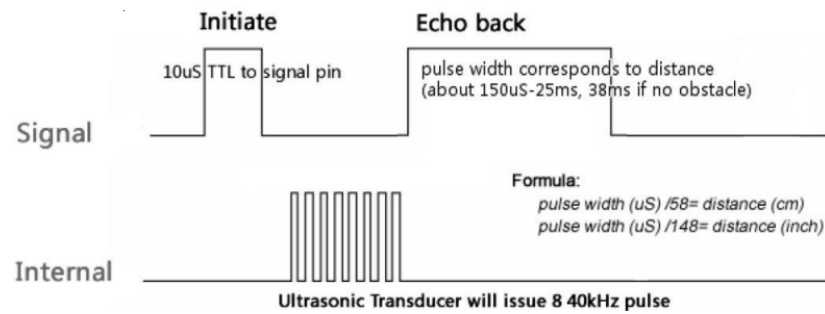 Initiate
Echo back
10uS TTL to signal pin
pulse width corresponds to distance
(about 150uS-25ms, 38ms if no obstacle)
Signal
Formula:
pulse width (uS) /58= distance (cm)
pulse width (uS) /148= distance (inch)
Internal
Ultrasonic Transducer will issue 8 40kHz pulse